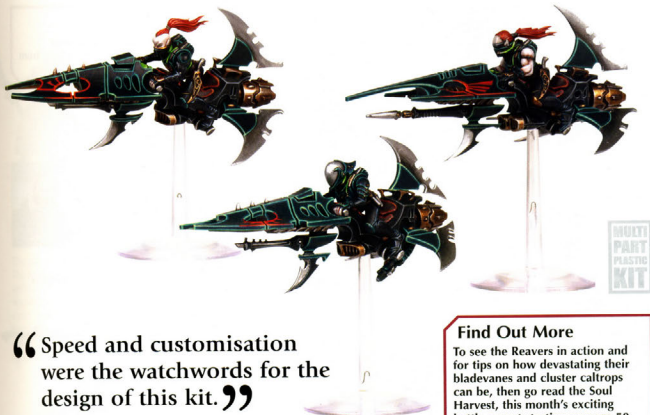 MULTI
PART
PLASTIC
KIT
“Speed and customisation
were the watchwords for the
design of this kit.”
Find Out More
To see the Reavers in action and
for tips on how devastating their
bladevanes and cluster caltrops
can be, then go read the Soul
Harvest, this month's exciting